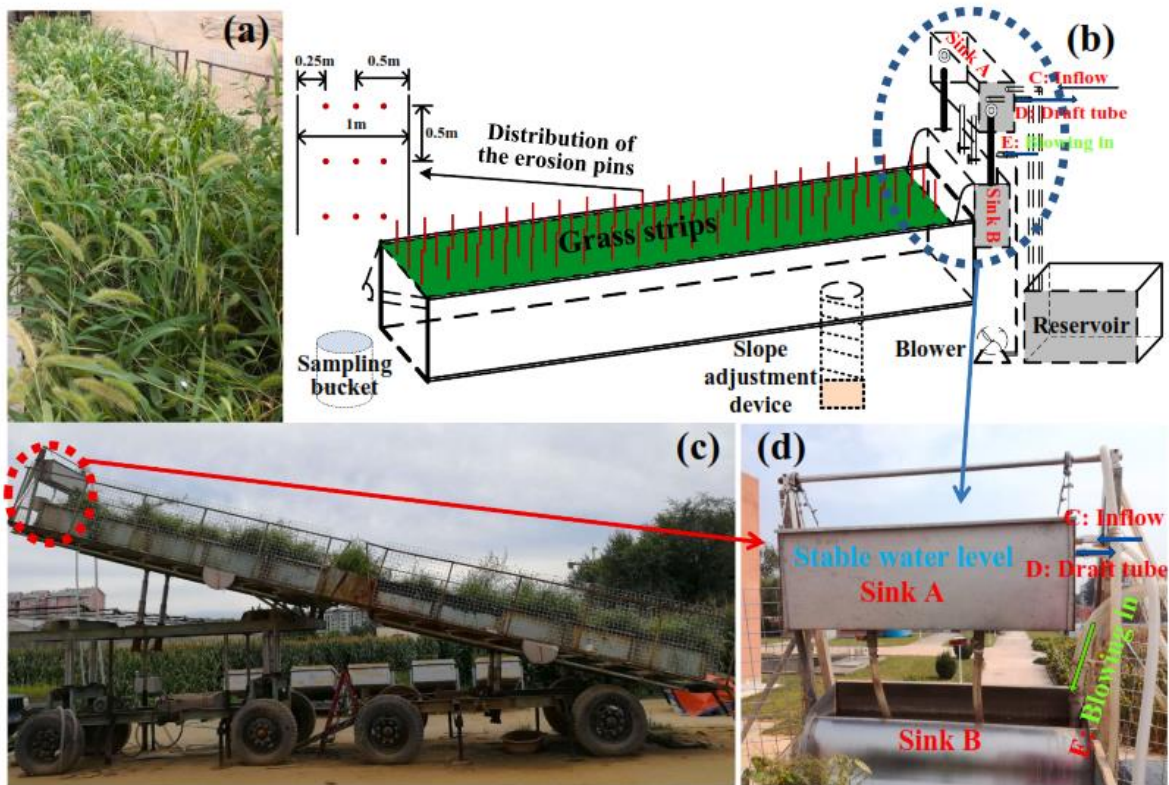 (a)
0.25m
0.5m
1m
0.5m
Distribution of
the erosion pins
Grass strips
Sampling
bucket
Slope
adjustment
device
Blower
Reservoir
(b)
Sink A
C: Inflow
D: Draft tube
E: Blowing in
Sink B
(c)
(d)
Stable water level
Sink A
C: Inflow
D: Draft tube
E: Blowing in
Sink B